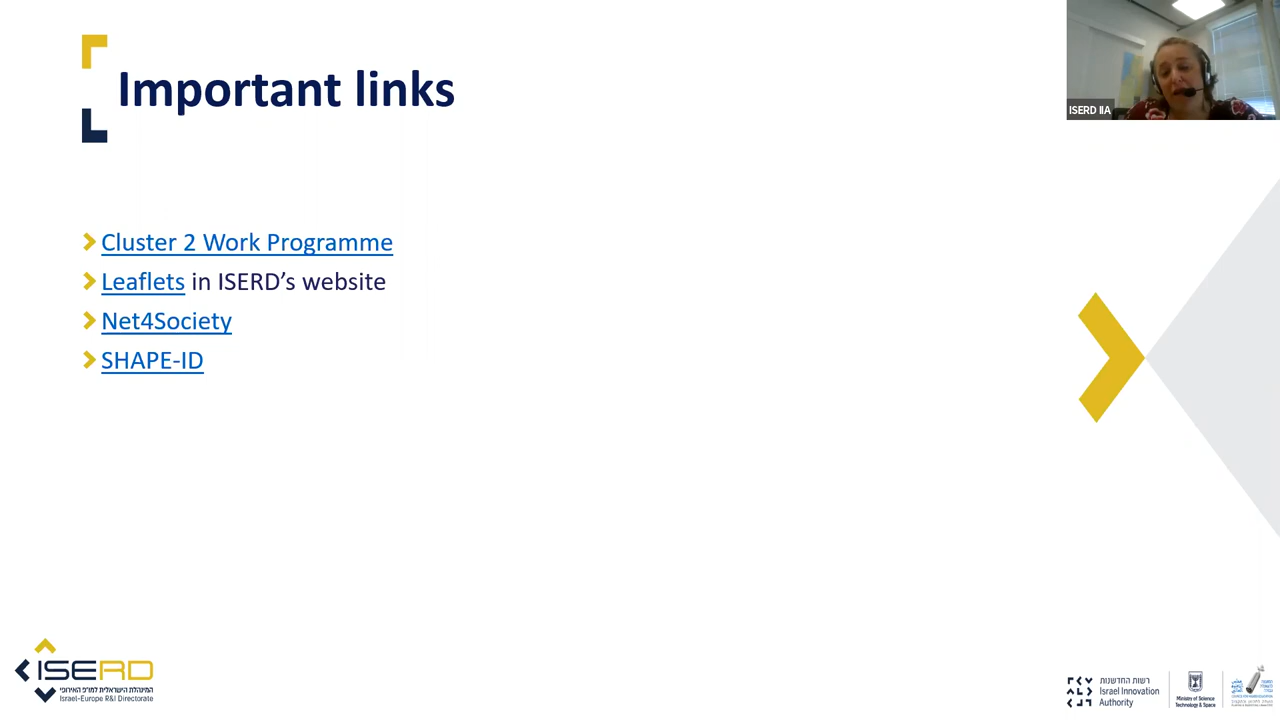 Important links
ISERD IIA
Cluster 2 Work Programme
Leaflets in ISERD's website
Net4Society
SHAPE-ID
ISERD
המינהלת הישראלית למו"פ האירופי
Israel-Europe R&I Directorate
רשות החדשנות
Israel Innovation
Authority
Ministry of Science
Technology & Space